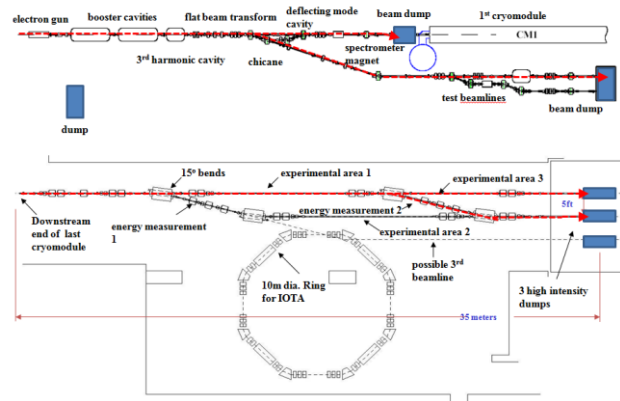 electron gun
booster cavities
flat beam transform
deflecting mode
cavity
beam dump
1st cryomodule
CM1
3rd harmonic cavity
chicane
spectrometer
magnet
test beamlines
beam dump
dump
15° bends
experimental area 1
experimental area 3
5ft
Downstream
end of last
cryomodule
energy measurement
1
energy measurement 2
experimental area 2
possible 3rd
beamline
10m dia. Ring
for IOTA
3 high intensity
dumps
35 meters